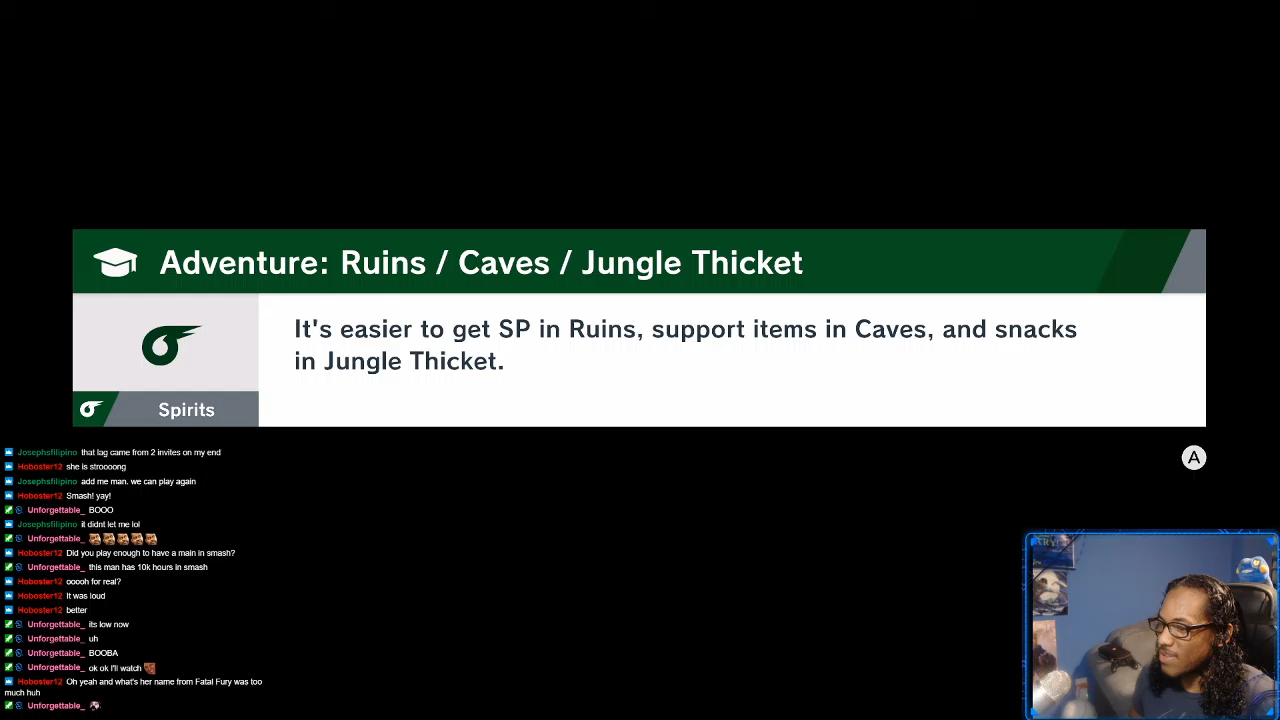 Adventure: Ruins / Caves / Jungle Thicket
It's easier to get SP in Ruins, support items in Caves, and snacks
in Jungle Thicket.
Spirits
A
Josephsfilipino that lag came from 2 invites on my end
Hoboster12 she is stroooong
Josephsfilipino add me man. we can play again
Hoboster12 Smash! yay!
Unforgettable_ BOOO
Josephsfilipino it didnt let me lol
Unforgettable_
Hoboster12 Did you play enough to have a main in smash?
Unforgettable_ this man has 10k hours in smash
Hoboster12 ooooh for real?
Hoboster12 It was loud
Hoboster12 better
Unforgettable_ its low now
Unforgettable_ uh
Unforgettable_ BOOBA
Unforgettable_ ok ok I'll watch
Hoboster12 Oh yeah and what's her name from Fatal Fury was too
much huh
Unforgettable_